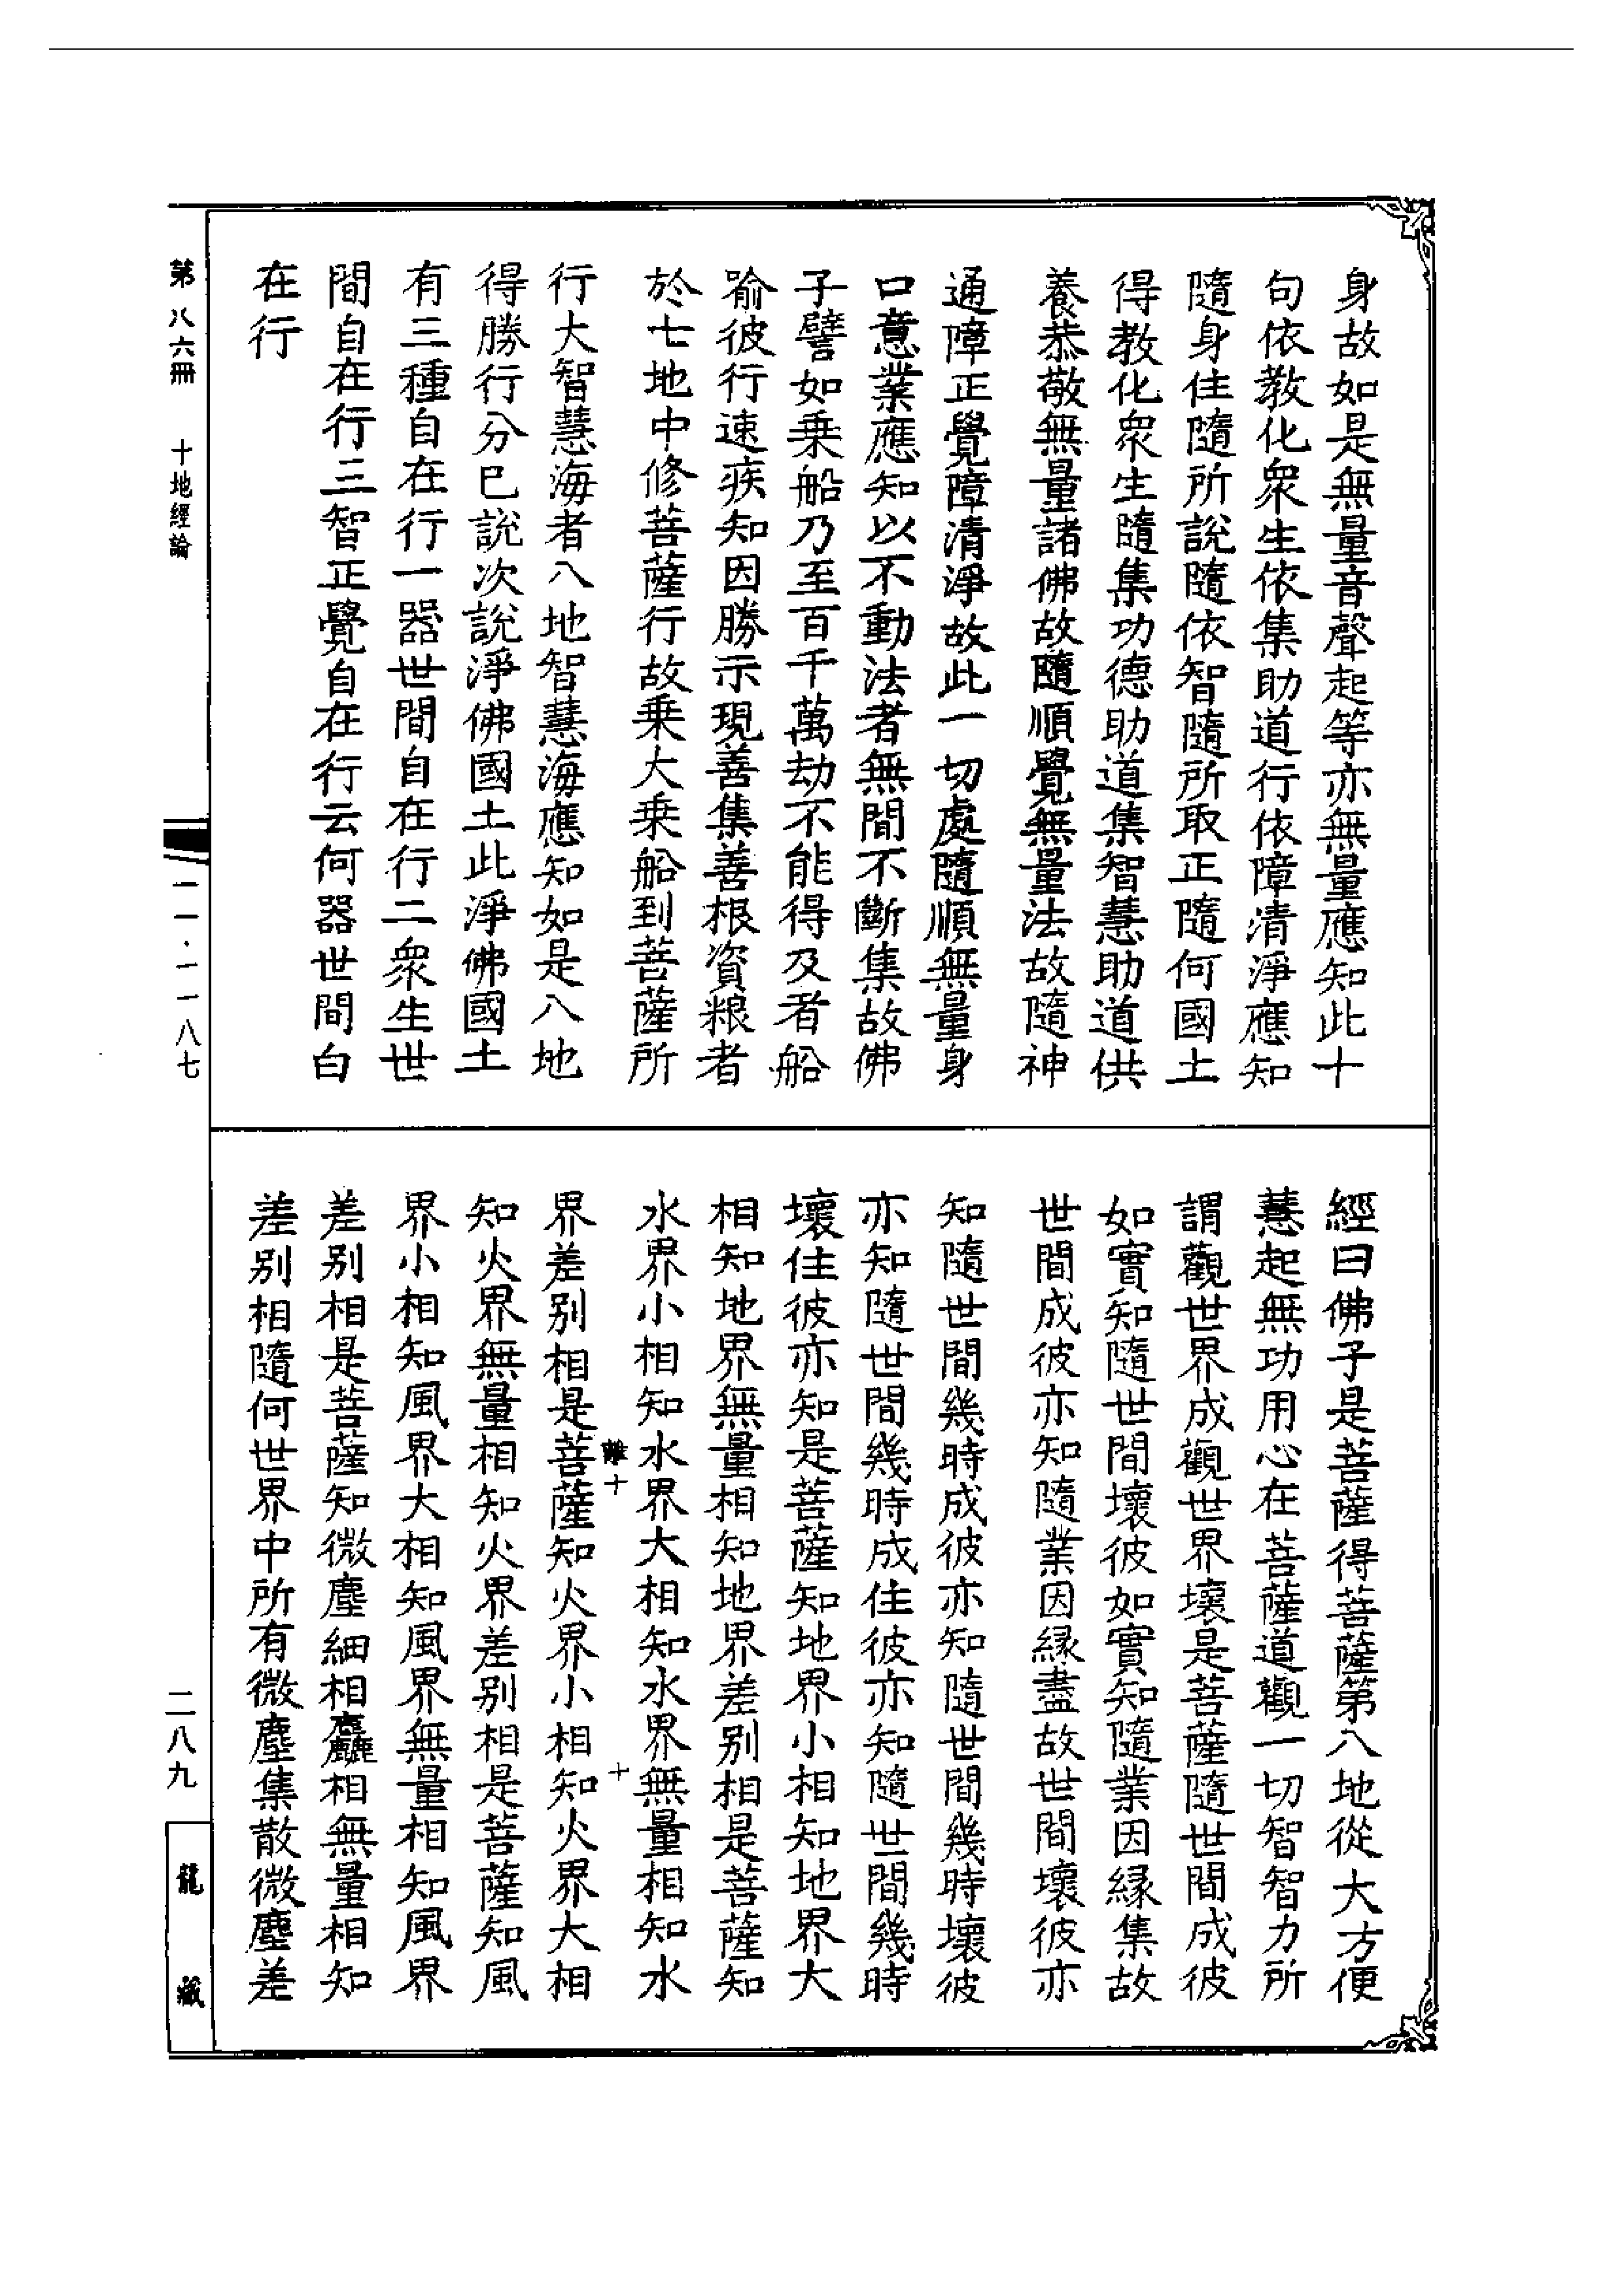 身故如是無量音聲起等亦無量應知此十
句依教化衆生依集助道行依障清淨應知
隨身住隨所說隨依智隨所取正隨何國土
得教化衆生隨集功德助道集智慧助道供
養恭敬無量諸佛故隨順覺無量法故隨神
通障正覺障清淨故此一切處隨順無量身
口意業應知以不動法者無間不斷集故佛
子譬如乗船乃至百千萬劫不能得及者船
喻彼行速疾知因勝示現善集善根資粮者
於七地中修菩薩行故乗大乗船到菩薩所
行大智慧海者八地智慧海應知如是八地
得勝行分巳說次說淨佛國土此淨佛國土
有三種自在行一器世間自在行二衆生世
間自在行三智正覺自在行云何器世間自
在行
經曰佛子是菩薩得菩薩第八地從大方便
慧起無功用心在菩薩道觀一切智智力所
謂觀世界成觀世界壞是菩薩隨世間成彼
如實知隨世間壞彼如實知隨業因縁集故
世間成彼亦知隨業因縁盡故世間壞彼亦
知隨世間幾時成彼亦知隨世間幾時壞彼
亦知隨世間幾時成住彼亦知隨世間幾時
壞住彼亦知是菩薩知地界小相知地界大
相知地界無量相知地界差别相是菩薩知
水界小相知水界大相知水界無量相知水
界差别相是菩薩知火界小相知火界大相
知火界無量相知火界差别相是菩薩知風
界小相知風界大相知風界無量相知風界
差别相是菩薩知微塵細相麤相無量相知
差别相隨何世界中所有微塵集散微塵差
難十
十
第八六冊
十地經論
一一·一一八七
二八九
龍藏